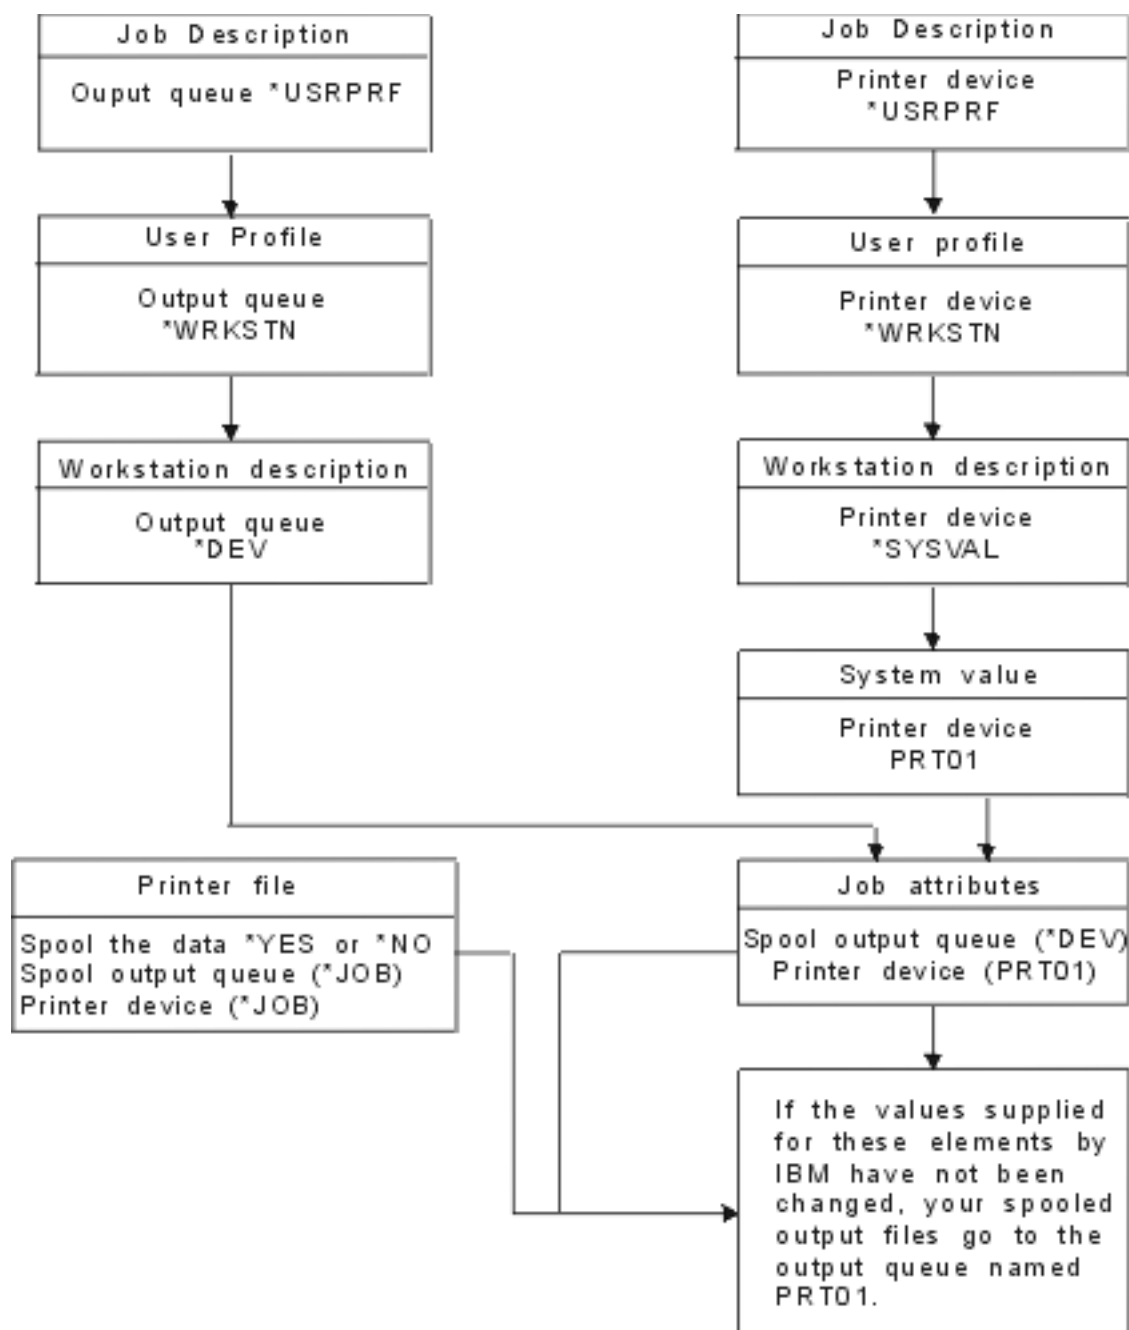 Job Description
Ouput queue *USRPRF
User Profile
Output queue
*WRKSTN
Workstation description
Output queue
*DEV
Job Description
Printer device
*USRPRF
User profile
Printer device
*WRKSTN
Workstation description
Printer device
*SYSVAL
System value
Printer device
PRT01
Printer file
Spool the data *YES or *NO
Spool output queue (*JOB)
Printer device (*JOB)
Job attributes
Spool output queue (*DEV)
Printer device (PRT01)
If the values supplied
for these elements by
IBM have not been
changed, your spooled
output files go to the
output queue named
PRT01.